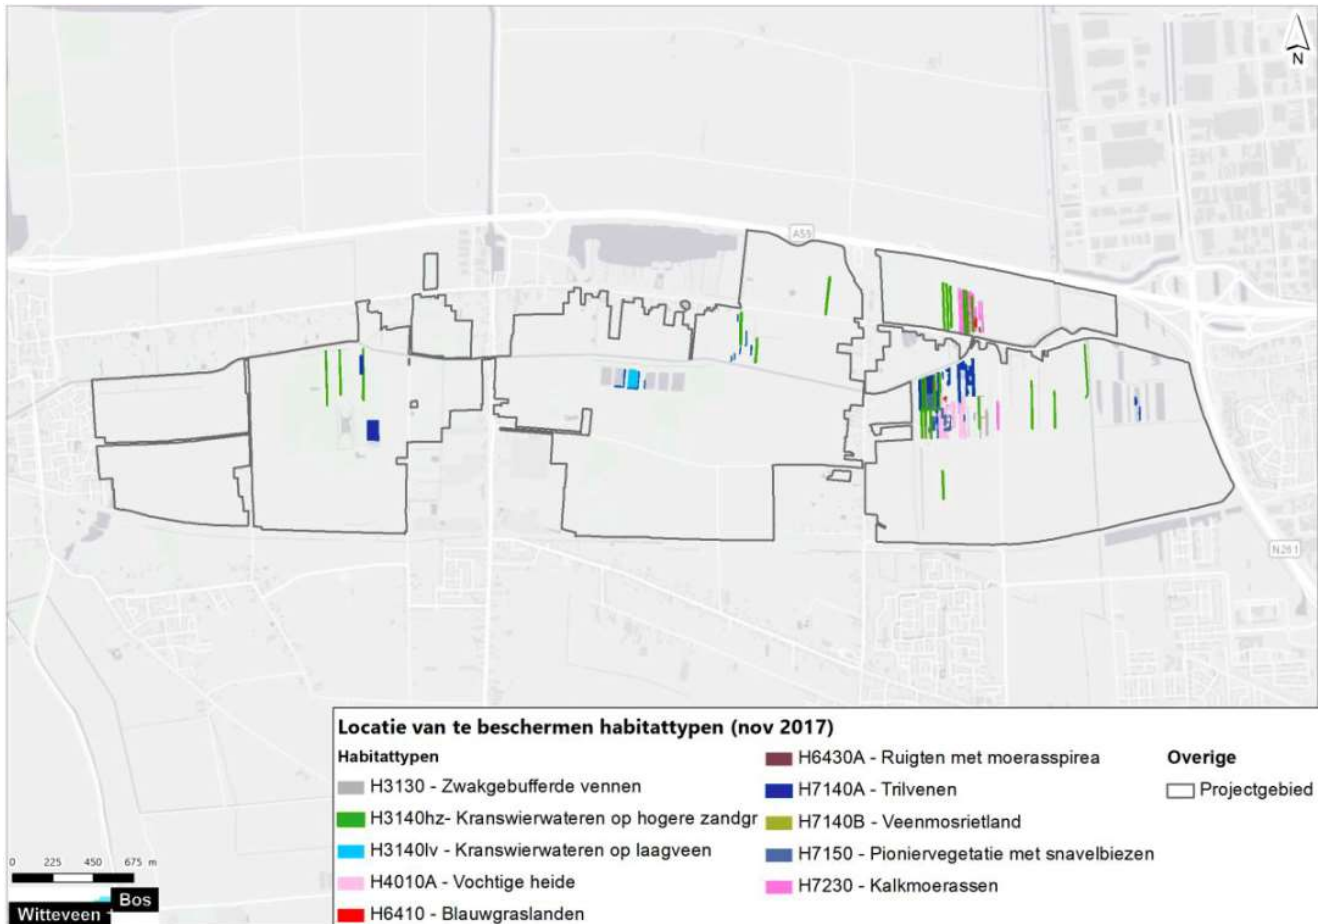 N
A59
N261
Locatie van te beschermen habitattypen (nov 2017)
Habitattypen
H3130 - Zwakgebufferde vennen
H3140hz- Kranswierwateren op hogere zandgr
H3140lv - Kranswierwateren op laagveen
H4010A - Vochtige heide
H6410 - Blauwgraslanden
H6430A - Ruigten met moerasspirea
H7140A - Trilvenen
H7140B - Veenmosrietland
H7150 - Pioniervegetatie met snavelbiezen
H7230 - Kalkmoerassen
Overige
Projectgebied
0 225 450 675 m
Witteveen + Bos